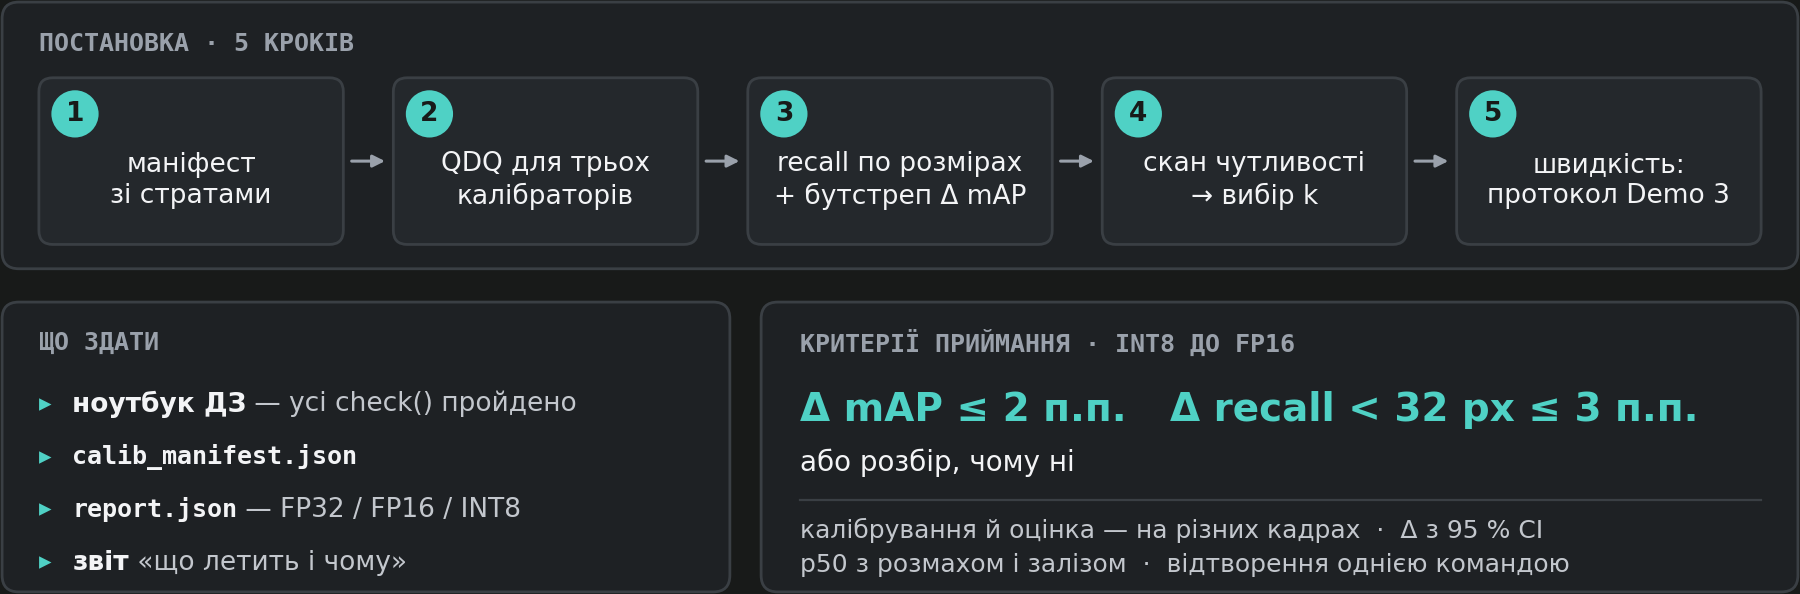 ПОСТАНОВКА · 5 КРОКІВ
1
маніфест
зі стратами
2
QDQ для трьох
калібраторів
3
recall по розмірах
+ бутстреп Δ mAP
4
скан чутливості
→ вибір k
5
швидкість:
протокол Demo 3
ЩО ЗДАТИ
▸ ноутбук ДЗ — усі check() пройдено
▸ calib_manifest.json
▸ report.json — FP32 / FP16 / INT8
▸ звіт «що летить і чому»
КРИТЕРІЇ ПРИЙМАННЯ · INT8 ДО FP16
Δ mAP ≤ 2 п.п. Δ recall < 32 px ≤ 3 п.п.
або розбір, чому ні
калібрування й оцінка — на різних кадрах · Δ з 95 % CI
p50 з розмахом і залізом · відтворення однією командою